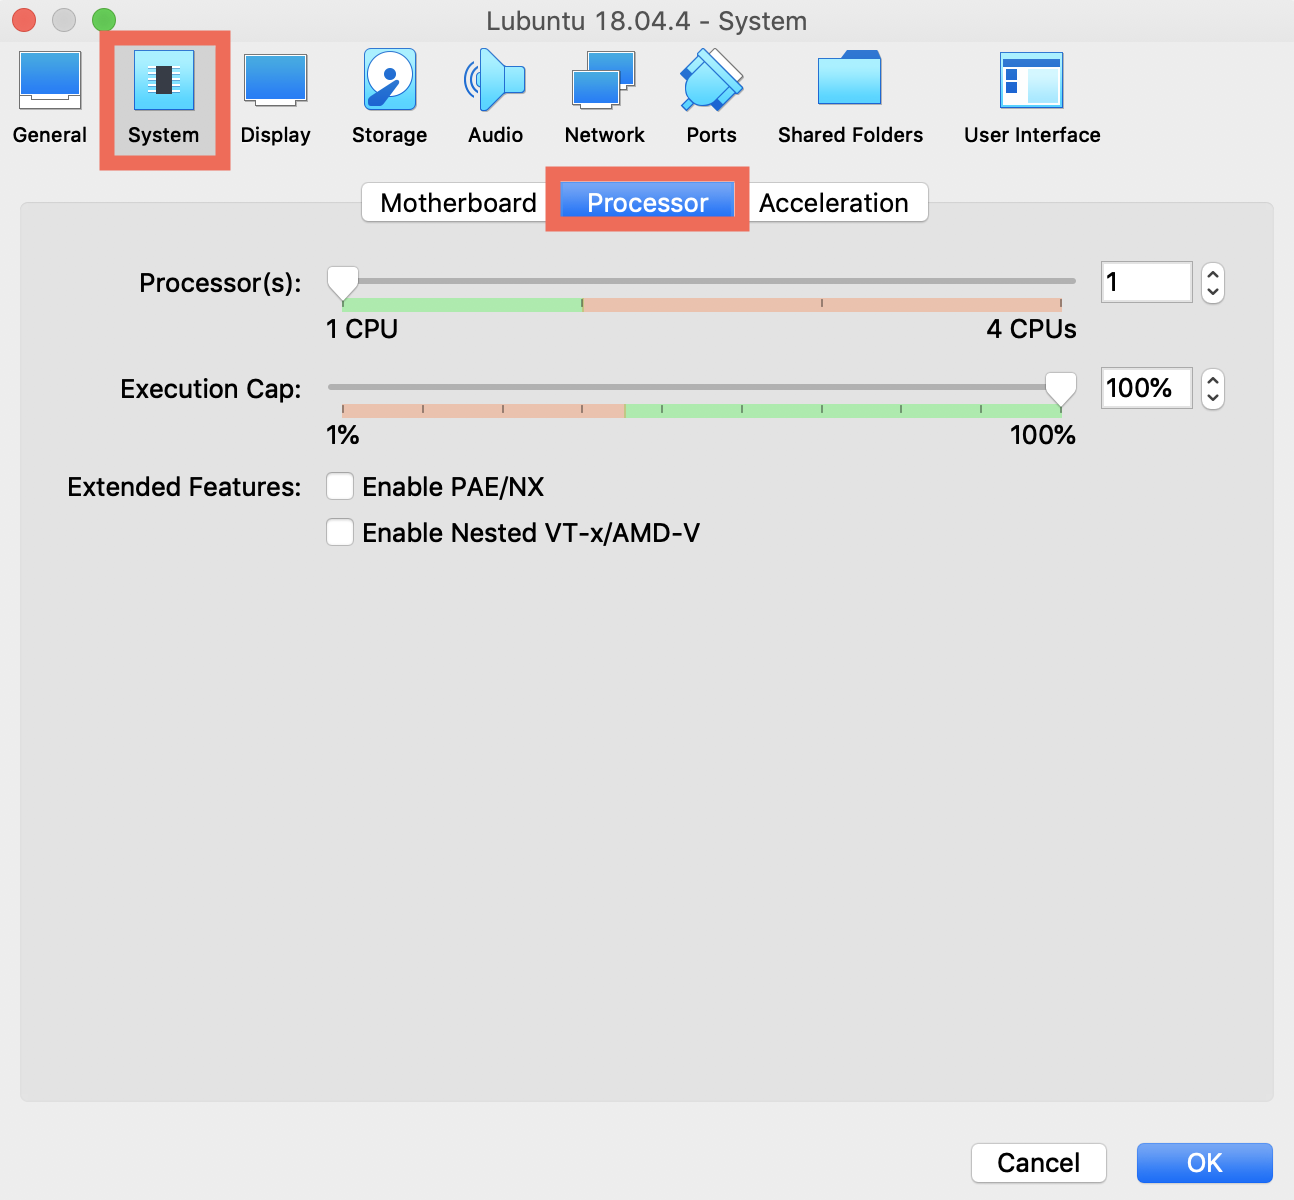 Lubuntu 18.04.4 - System
General System Display Storage Audio Network Ports Shared Folders User Interface
Motherboard Processor Acceleration
Processor(s): 1
1 CPU 4 CPUs
Execution Cap: 100%
1% 100%
Extended Features: Enable PAE/NX
Enable Nested VT-x/AMD-V
Cancel OK